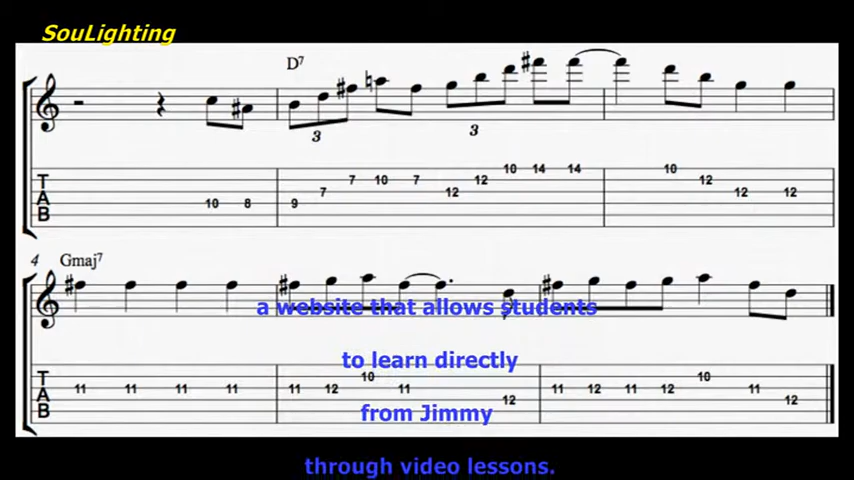 SouLighting
D7
3
3
T 10 14 14 10
7 10 7 12 12
A 7 12 12 12
B 10 8 9
4 Gmaj7
T 10 10
A 11 11 11 11 11 12 11 11 12 11 12 11
B 12 12
a website that allows students
to learn directly
from Jimmy
through video lessons.